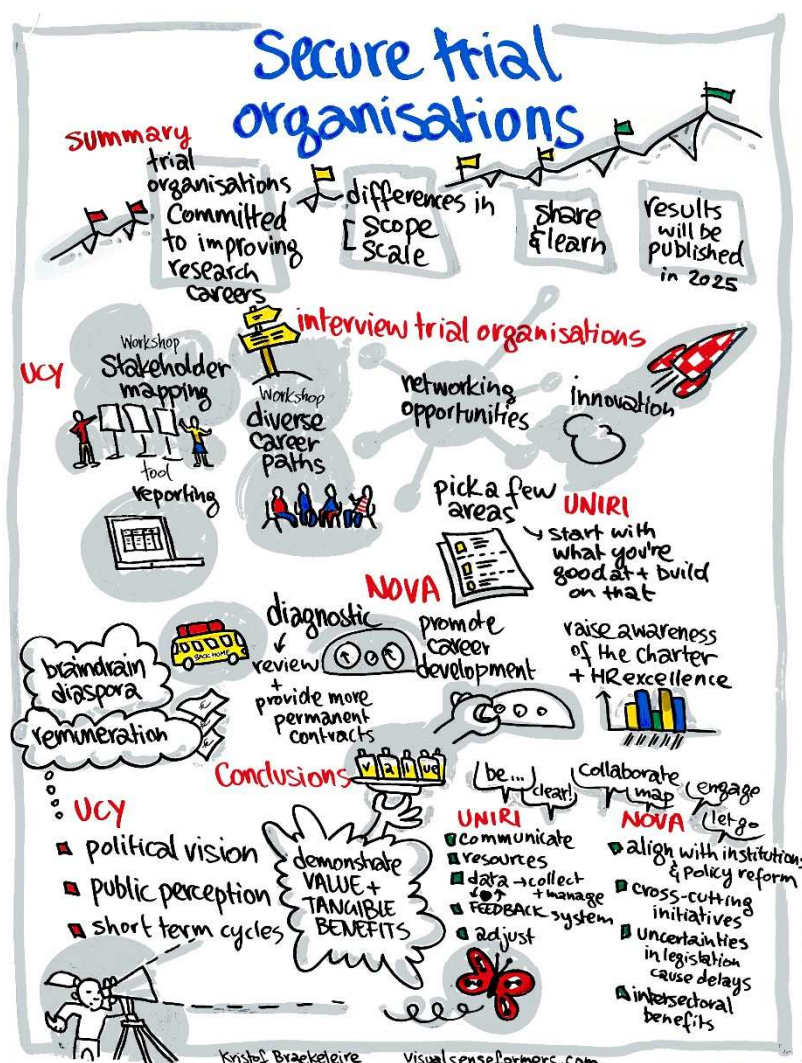 Secure trial
organisations
summary
trial
organisations
Committed
to improving
research
careers
differences in
scope
scale
share
& learn
results
will be
published
in 2025
interview trial organisations
UCY
Workshop
Stakeholder
mapping
tool
reporting
Workshop
diverse
career
paths
networking
opportunities
innovation
pick a few
areas
UNIRI
start with
what you're
good at + build
on that
NOVA
diagnostic
review
+
provide more
permanent
contracts
promote
career
development
raise awareness
of the Charter
+ HR excellence
braindrain
diaspora
BACK HOME
remuneration
Conclusions
value
be...
clear!
collaborate
map
engage
let go
UCY
political vision
public perception
short term cycles
demonstrate
VALUE +
TANGIBLE
BENEFITS
UNIRI
communicate
resources
data → collect
+ manage
FEEDBACK system
adjust
NOVA
align with institutions
& policy reform
cross-cutting
initiatives
uncertainties
in legislation
cause delays
intersectoral
benefits
Kristof Braekeleire
visualsenseformers.com